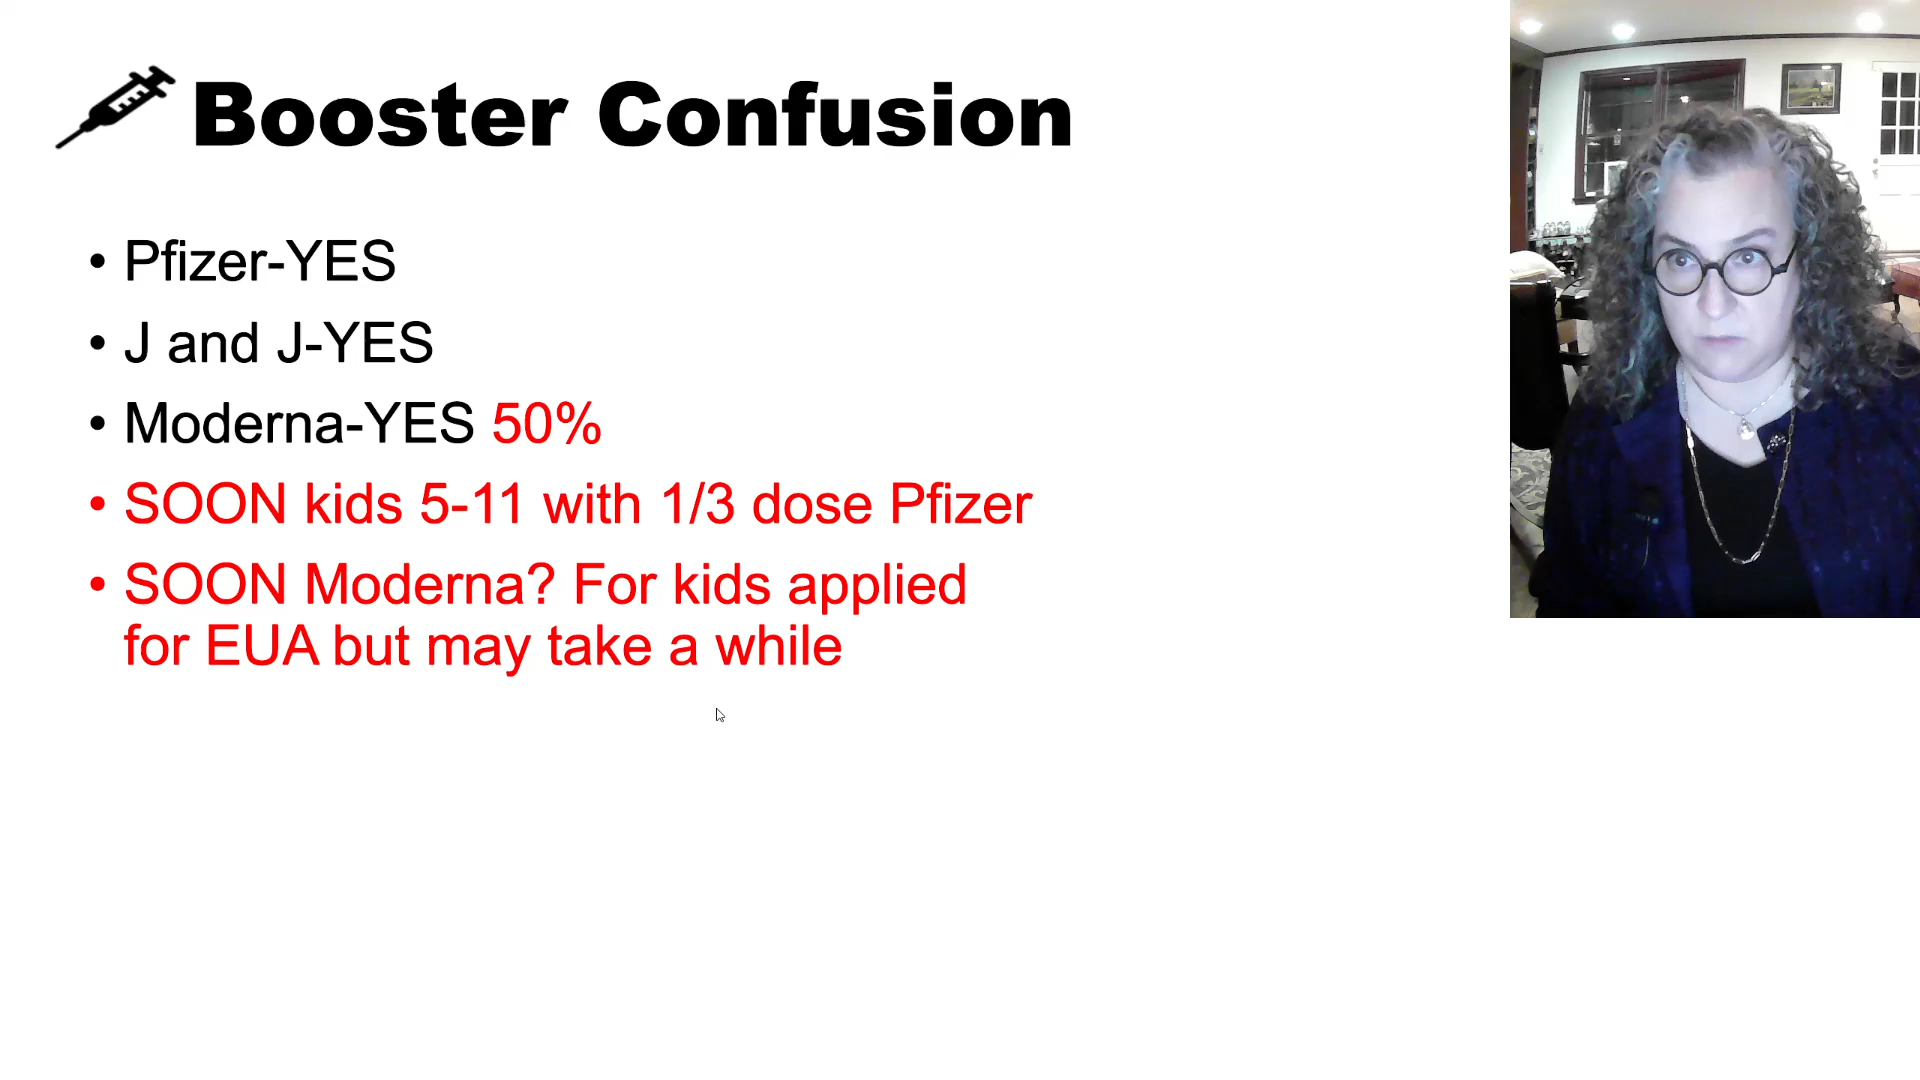 Booster Confusion
• Pfizer-YES
• J and J-YES
• Moderna-YES 50%
• SOON kids 5-11 with 1/3 dose Pfizer
• SOON Moderna? For kids applied
for EUA but may take a while